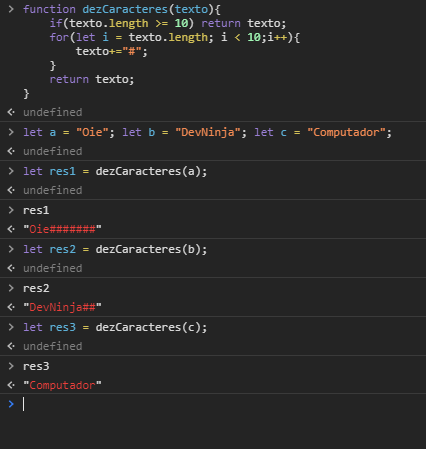 function dezCaracteres(texto){
if(texto.length >= 10) return texto;
for(let i = texto.length; i < 10;i++){
texto+="#";
}
return texto;
}
undefined
let a = "Oie"; let b = "DevNinja"; let c = "Computador";
undefined
let res1 = dezCaracteres(a);
undefined
res1
"Oie#######"
let res2 = dezCaracteres(b);
undefined
res2
"DevNinja##"
let res3 = dezCaracteres(c);
undefined
res3
"Computador"